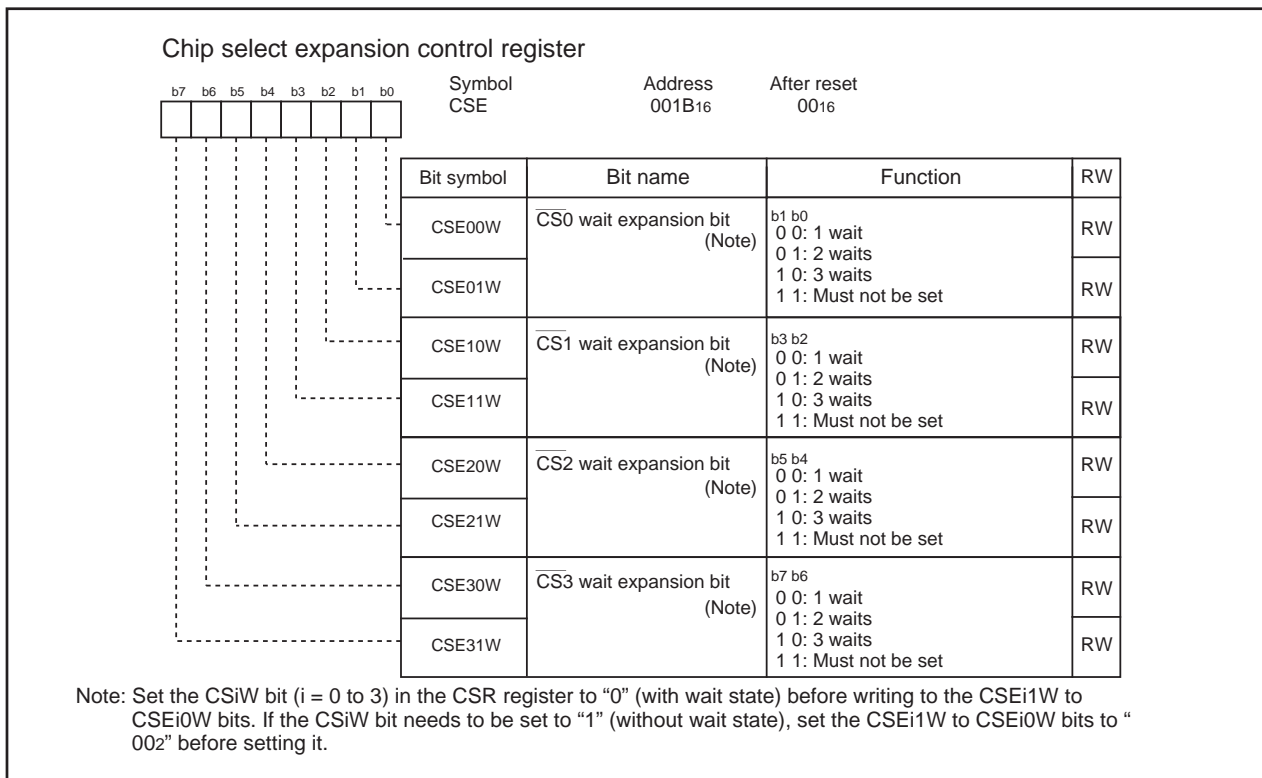 Chip select expansion control register
Symbol Address After reset
b7 b6 b5 b4 b3 b2 b1 b0
CSE 001B16 0016
Bit symbol Bit name Function RW
CSE00W CS0 wait expansion bit (Note) RW
b1 b0
0 0: 1 wait
0 1: 2 waits
1 0: 3 waits
1 1: Must not be set
CSE01W RW
CSE10W CS1 wait expansion bit (Note) RW
b3 b2
0 0: 1 wait
0 1: 2 waits
1 0: 3 waits
1 1: Must not be set
CSE11W RW
CSE20W CS2 wait expansion bit (Note) RW
b5 b4
0 0: 1 wait
0 1: 2 waits
1 0: 3 waits
1 1: Must not be set
CSE21W RW
CSE30W CS3 wait expansion bit (Note) RW
b7 b6
0 0: 1 wait
0 1: 2 waits
1 0: 3 waits
1 1: Must not be set
CSE31W RW
Note: Set the CSiW bit (i = 0 to 3) in the CSR register to “0” (with wait state) before writing to the CSEi1W to
CSEi0W bits. If the CSiW bit needs to be set to “1” (without wait state), set the CSEi1W to CSEi0W bits to “
002” before setting it.